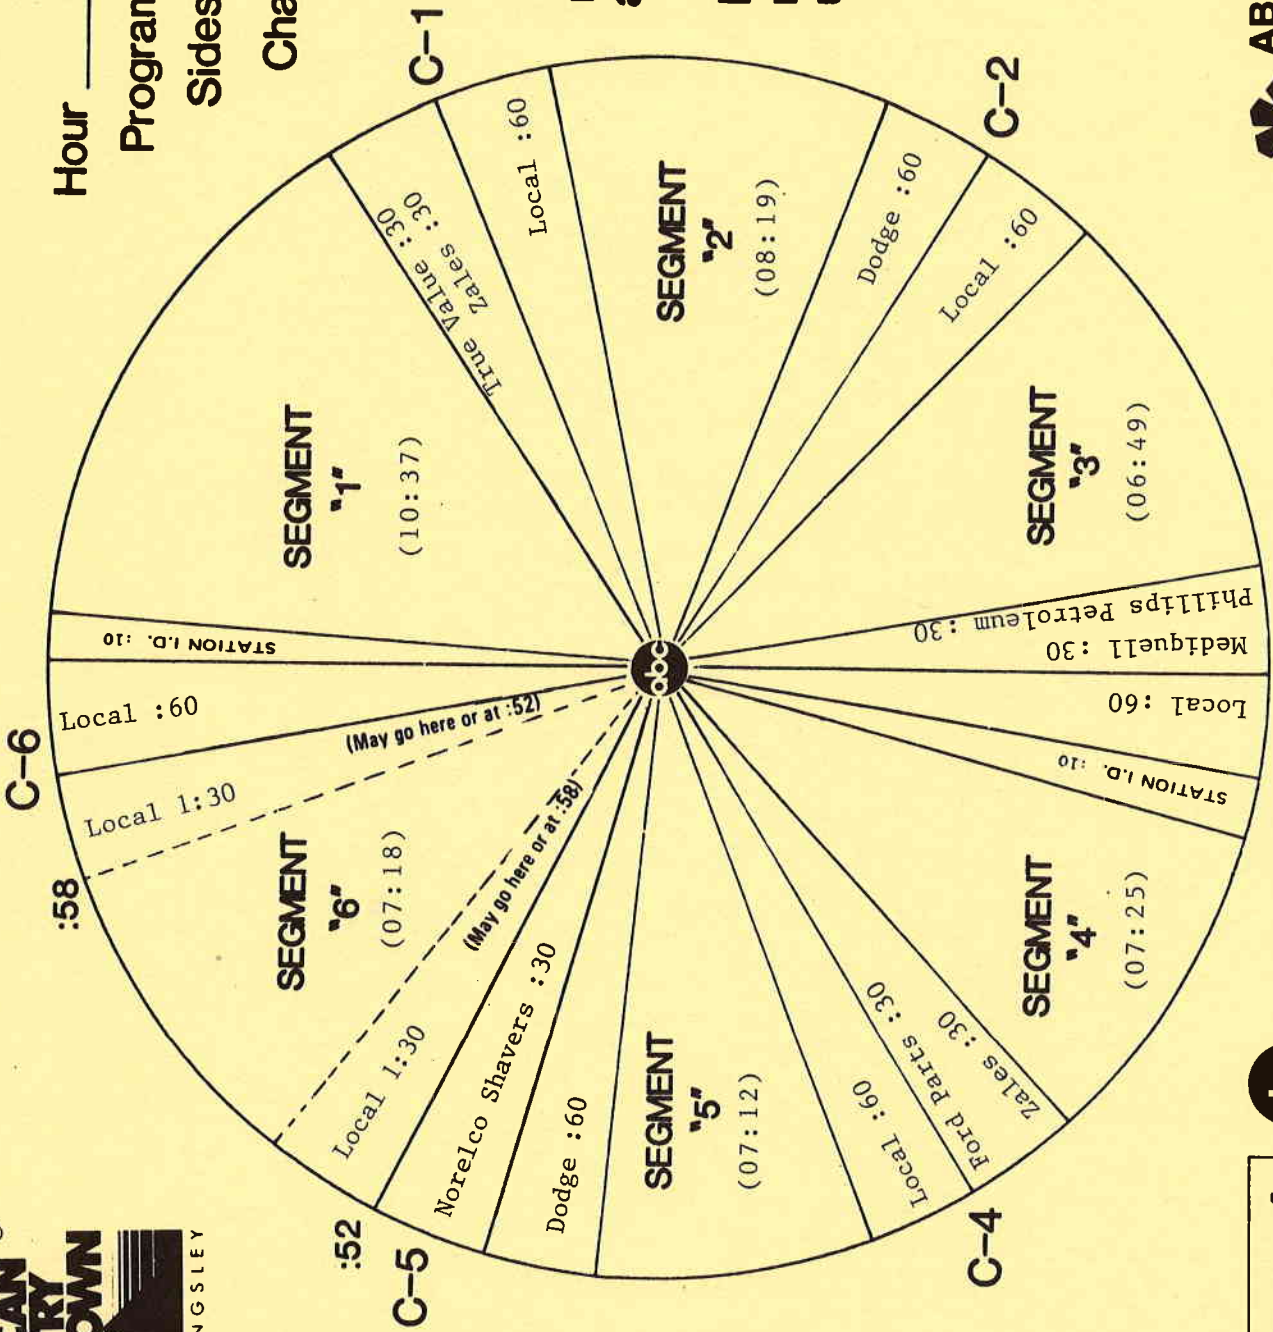 Hour
C-1
True Value :30
Zales :30
Local :60
SEGMENT
"2"
(08:19)
Dodge :60
C-2
Local :60
SEGMENT
"3"
(06:49)
Phillips Petroleum :30
Mediquell :30
Local :60
STATION I.D. :10
SEGMENT
"4"
(07:25)
Zales :30
Ford Parts :30
C-4
Local :60
SEGMENT
"5"
(07:12)
Dodge :60
Norelco Shavers :30
C-5
:52
Local 1:30
(May go here or at :58)
SEGMENT
"6"
(07:18)
:58
Local 1:30
(May go here or at :52)
C-6
Local :60
STATION I.D. :10
SEGMENT
"1"
(10:37)
abc